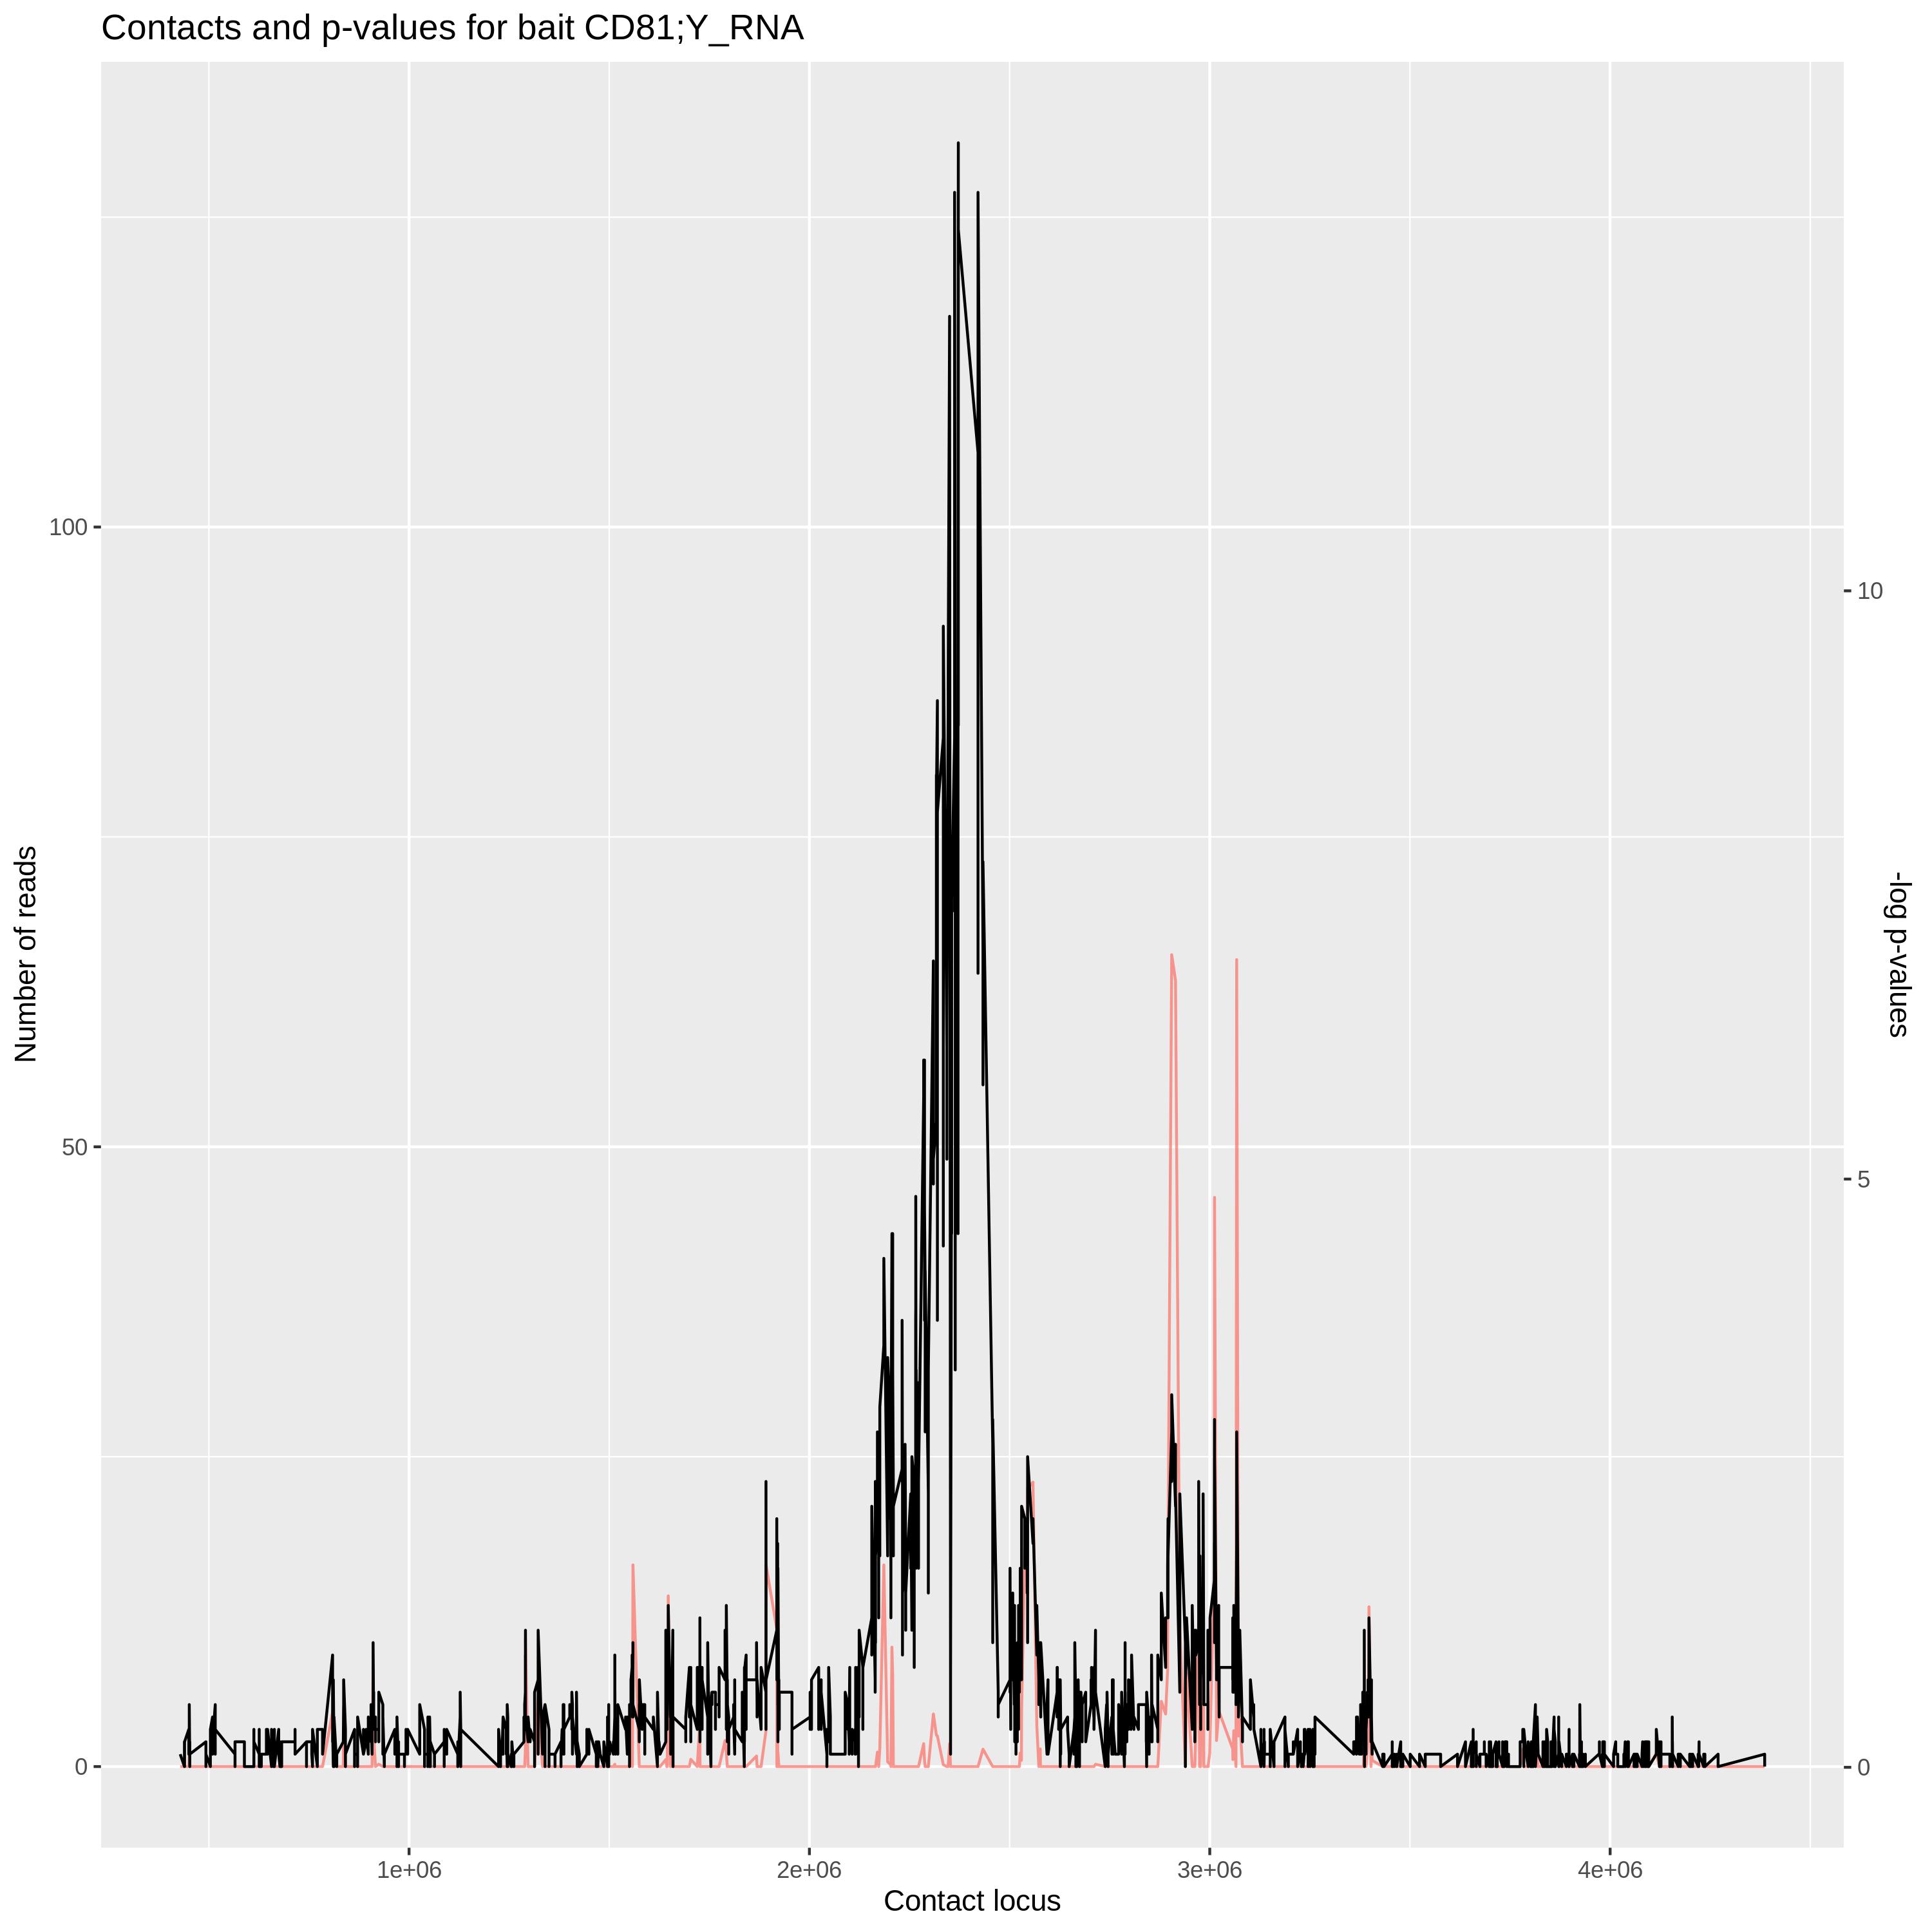 Contacts and p-values for bait CD81;Y_RNA
100
50
0
Number of reads
10
5
0
-log p-values
1e+06
2e+06
3e+06
4e+06
Contact locus